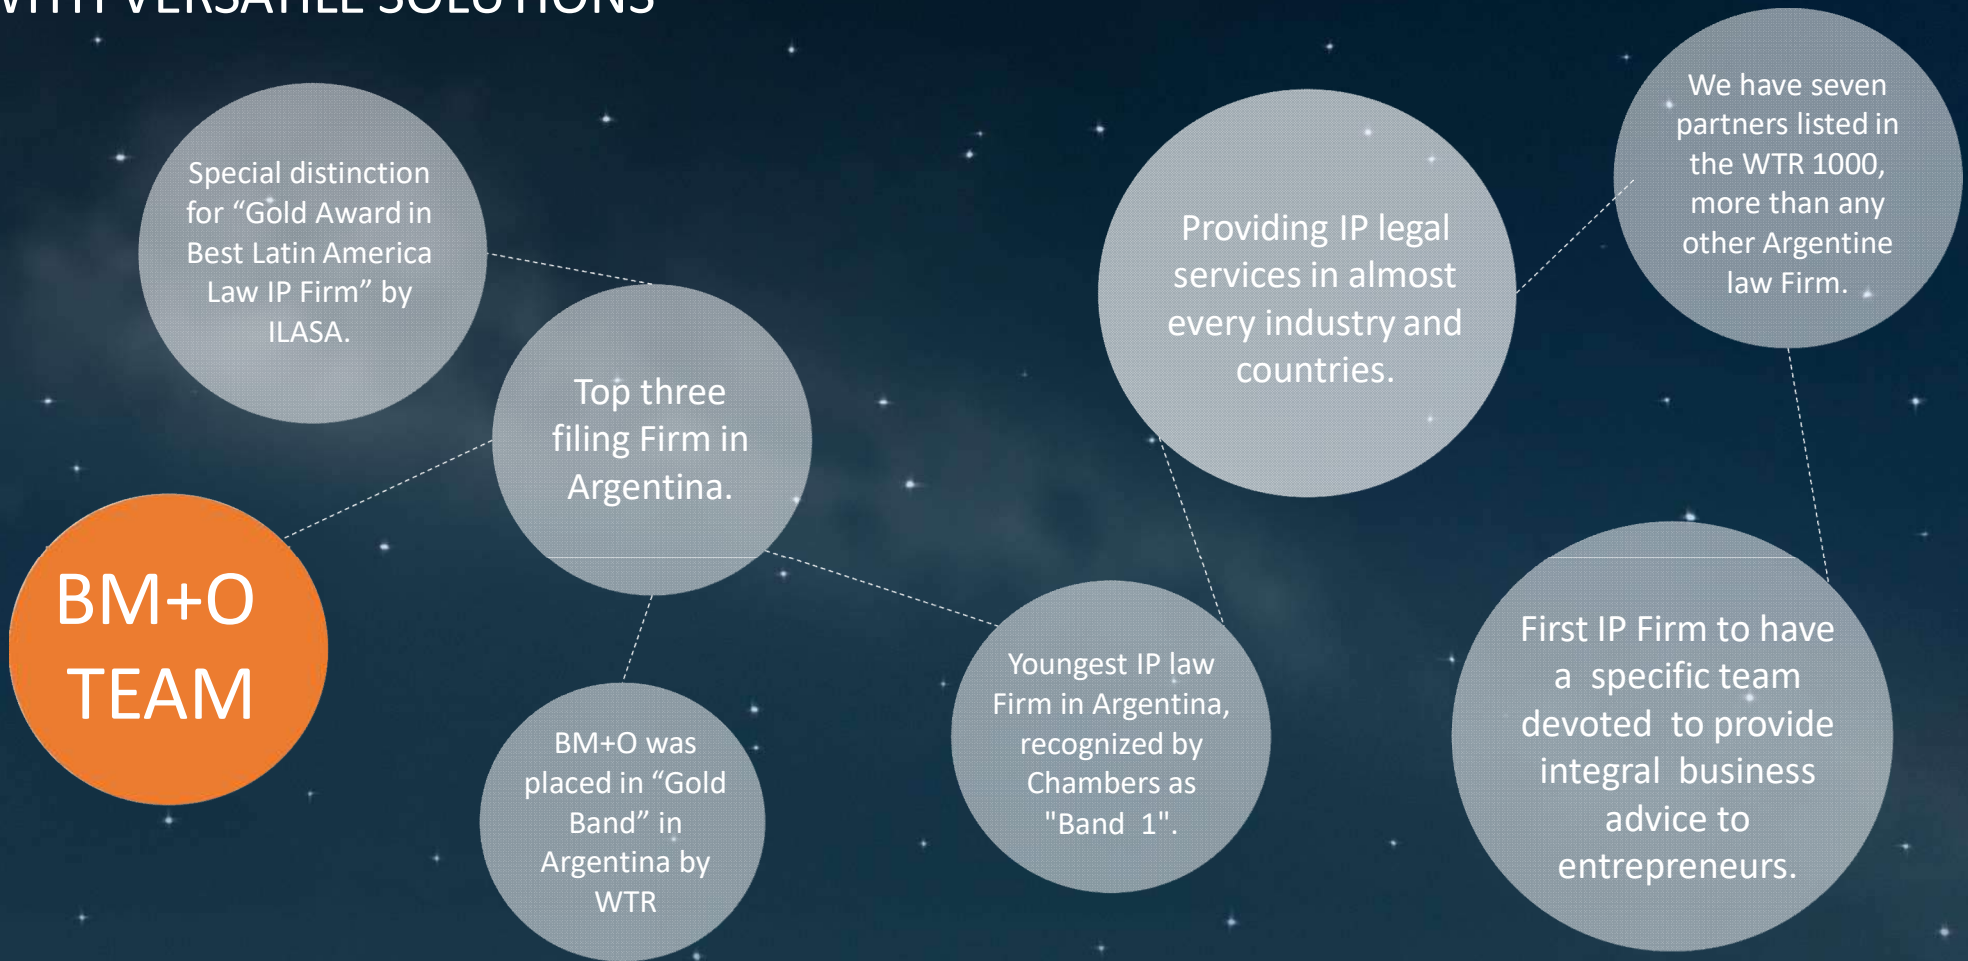 WITH VERSATILE SOLUTIONS
Special distinction
for “Gold Award in
Best Latin America
Law IP Firm” by
ILASA.
Top three
filing Firm in
Argentina.
BM+O
TEAM
BM+O was
placed in “Gold
Band” in
Argentina by
WTR
Youngest IP law
Firm in Argentina,
recognized by
Chambers as
"Band 1".
Providing IP legal
services in almost
every industry and
countries.
We have seven
partners listed in
the WTR 1000,
more than any
other Argentine
law Firm.
First IP Firm to have
a specific team
devoted to provide
integral business
advice to
entrepreneurs.